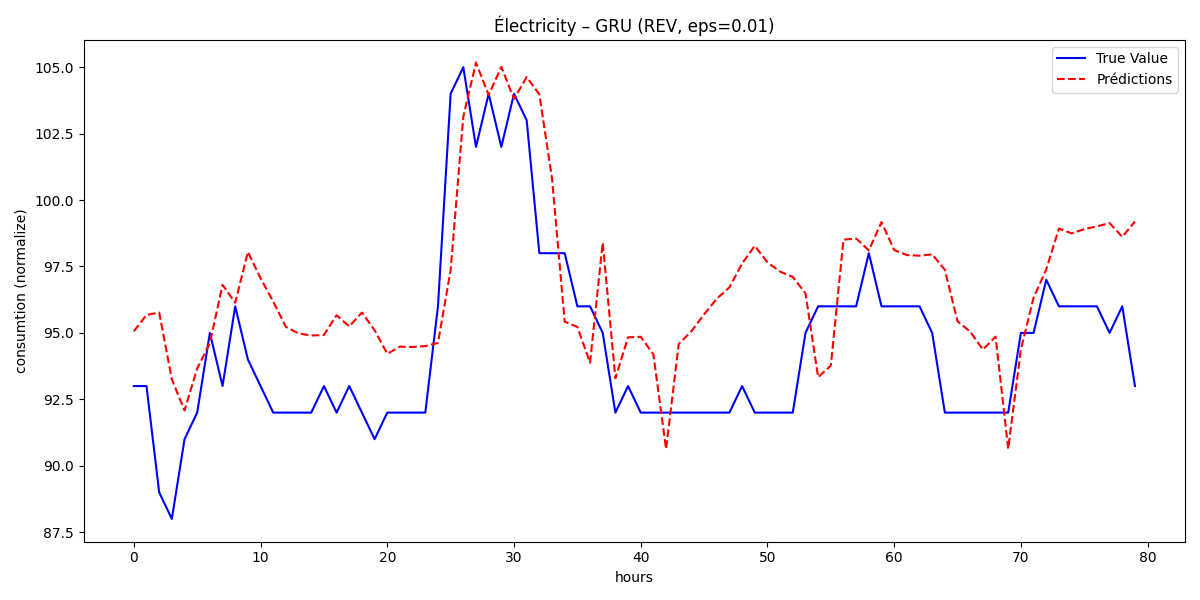 Électricity – GRU (REV, eps=0.01)
True Value
Prédictions
consumtion (normalize)
105.0
102.5
100.0
97.5
95.0
92.5
90.0
87.5
0 10 20 30 40 50 60 70 80
hours